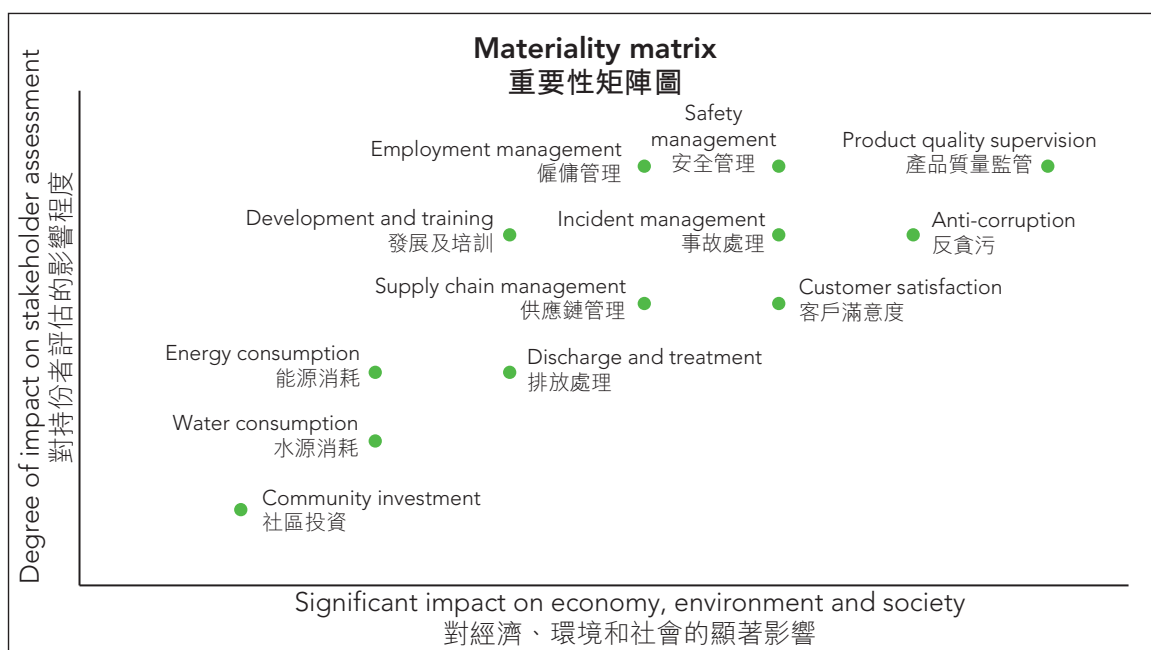 Materiality matrix
重要性矩陣圖
Degree of impact on stakeholder assessment
對持份者評估的影響程度
Employment management
僱傭管理
Safety
management
安全管理
Product quality supervision
產品質量監管
Development and training
發展及培訓
Incident management
事故處理
Anti-corruption
反貪污
Supply chain management
供應鏈管理
Customer satisfaction
客戶滿意度
Energy consumption
能源消耗
Discharge and treatment
排放處理
Water consumption
水源消耗
Community investment
社區投資
Significant impact on economy, environment and society
對經濟、環境和社會的顯著影響